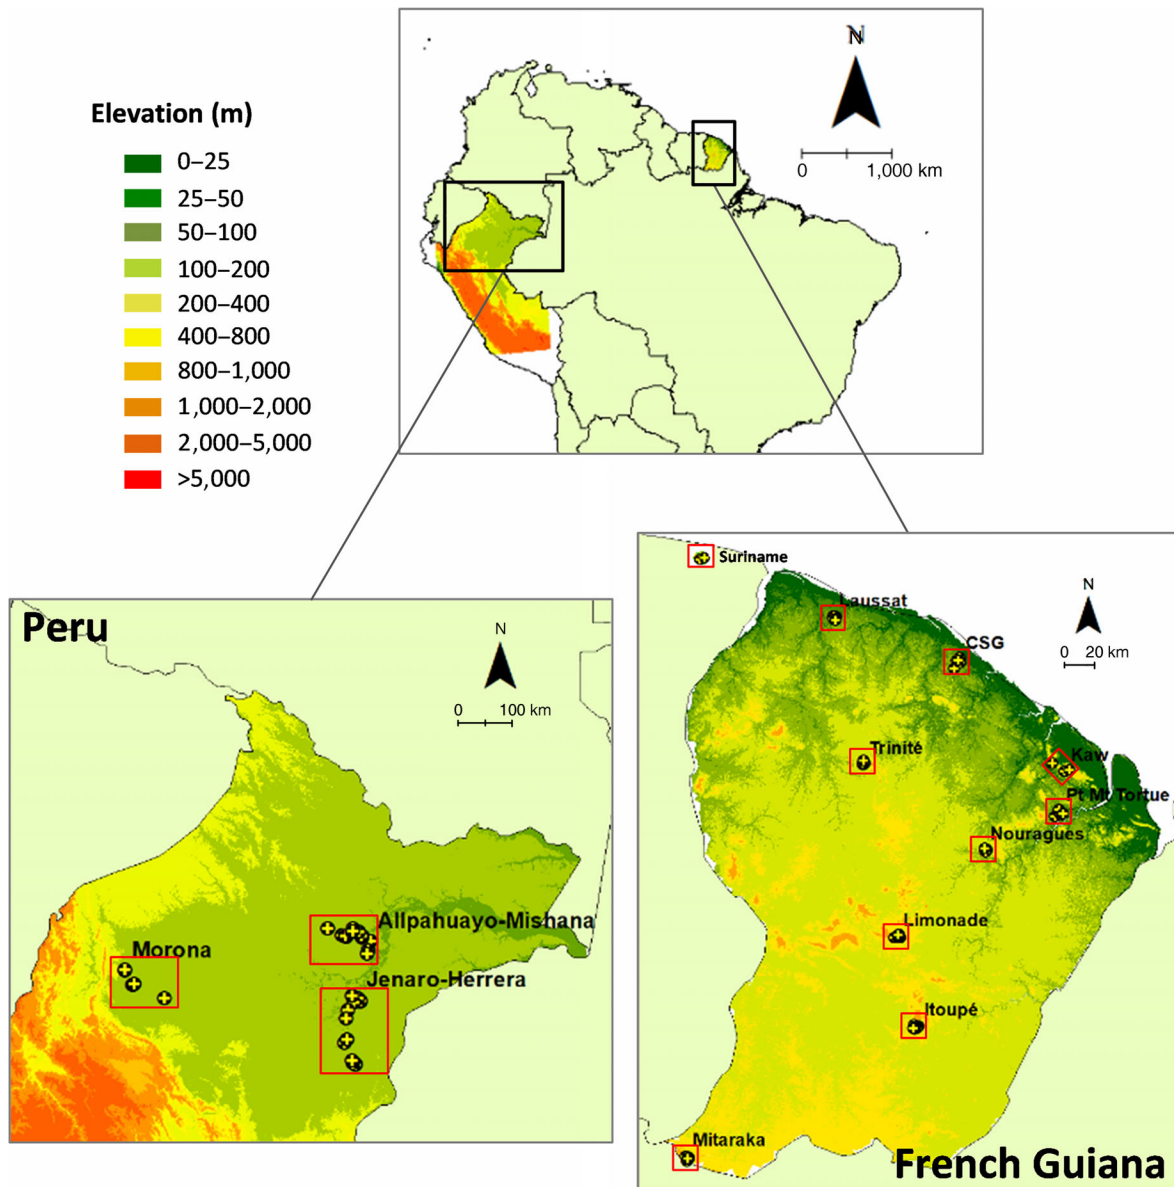 N
0 1,000 km
Elevation (m)
0–25
25–50
50–100
100–200
200–400
400–800
800–1,000
1,000–2,000
2,000–5,000
>5,000
Peru
N
0 100 km
Allpahuayo-Mishana
Morona
Jenaro-Herrera
Suriname
Laussat
N
0 20 km
CSG
Trinité
Kaw
Pt Mt Tortue
Nouragues
Limonade
Itoupé
Mitaraka
French Guiana